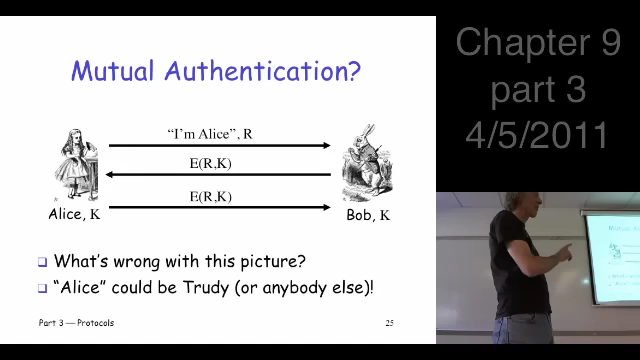 Mutual Authentication?
"I'm Alice", R
E(R,K)
E(R,K)
Alice, K
Bob, K
What's wrong with this picture?
"Alice" could be Trudy (or anybody else)!
Part 3 — Protocols
25
Chapter 9
part 3
4/5/2011